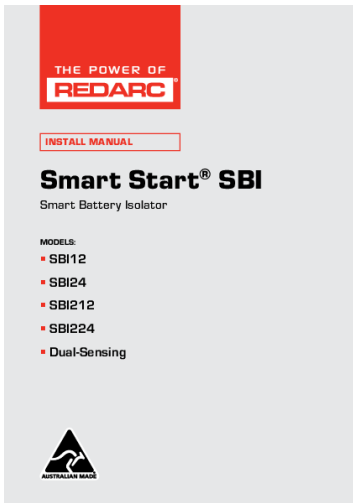 THE POWER OF
REDARC®
INSTALL MANUAL
Smart Start® SBI
Smart Battery Isolator
MODELS:
▪ SBI12
▪ SBI24
▪ SBI212
▪ SBI224
▪ Dual-Sensing
AUSTRALIAN MADE